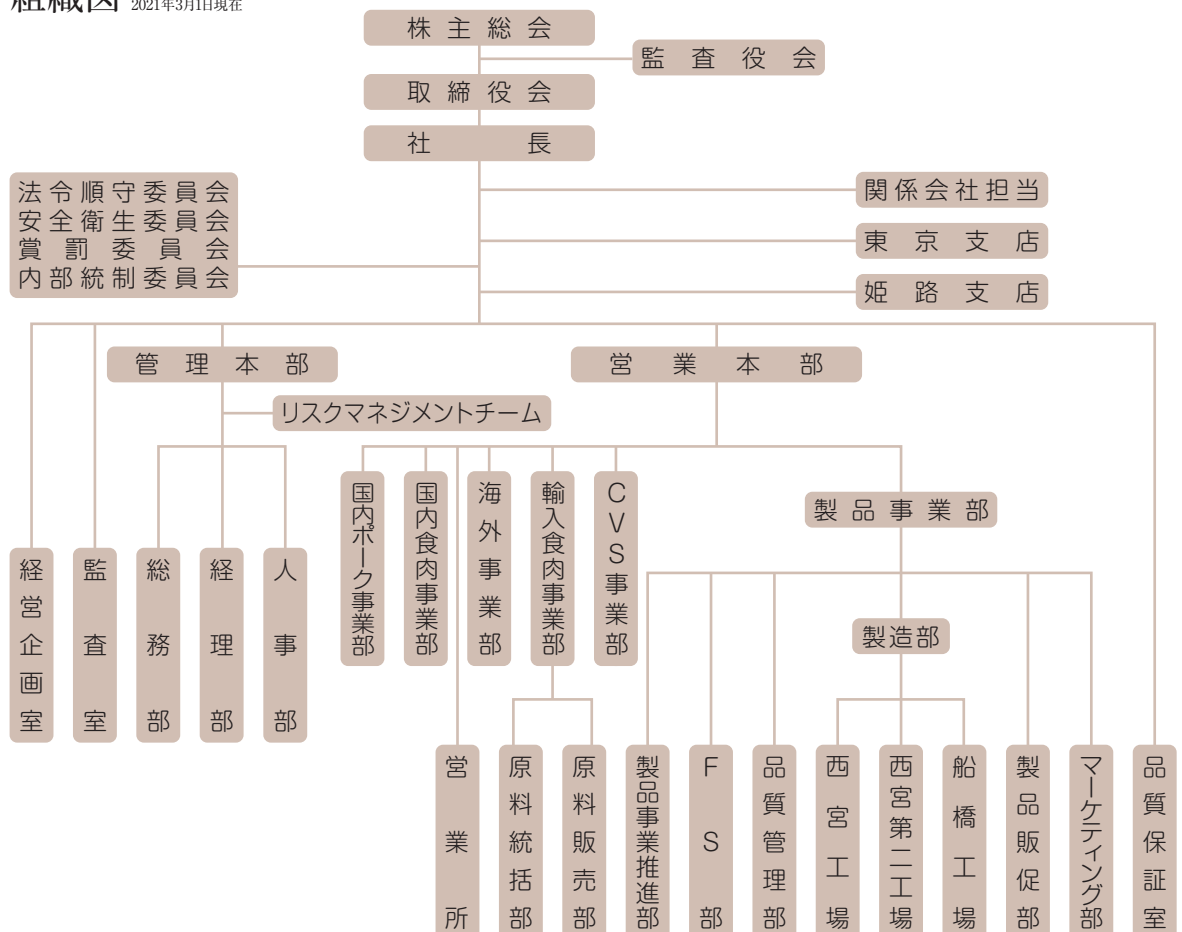 組織図 2021年3月1日現在
株主総会
監査役会
取締役会
社長
法令順守委員会
安全衛生委員会
賞罰委員会
内部統制委員会
関係会社担当
東京支店
姫路支店
管理本部
営業本部
リスクマネジメントチーム
国内ポーク事業部
国内食肉事業部
海外事業部
輸入食肉事業部
CVS事業部
製品事業部
経営企画室
監査室
総務部
経理部
人事部
製造部
営業所
原料統括部
原料販売部
製品事業推進部
FS部
品質管理部
西宮工場
西宮第二工場
船橋工場
製品販促部
マーケティング部
品質保証室